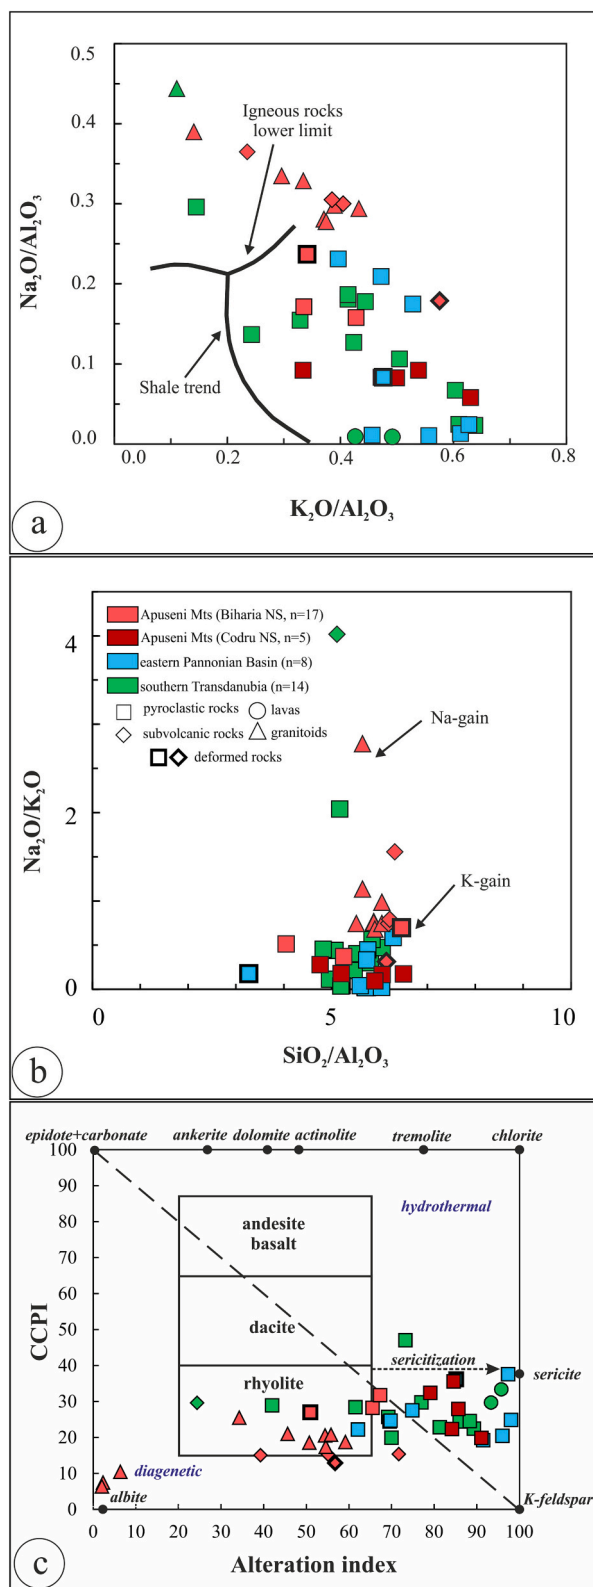 0.5
0.4
0.3
0.2
0.1
0.0
Na₂O/Al₂O₃
Igneous rocks
lower limit
Shale trend
0.0
0.2
0.4
0.6
0.8
K₂O/Al₂O₃
a
4
2
0
Na₂O/K₂O
Apuseni Mts (Biharia NS, n=17)
Apuseni Mts (Codru NS, n=5)
eastern Pannonian Basin (n=8)
southern Transdanubia (n=14)
pyroclastic rocks
lavas
subvolcanic rocks
granitoids
deformed rocks
Na-gain
K-gain
0
5
10
SiO₂/Al₂O₃
b
epidote+carbonate
ankerite
dolomite
actinolite
tremolite
chlorite
100
90
80
70
60
50
40
30
20
10
0
CCPI
hydrothermal
andesite
basalt
dacite
rhyolite
sericitization
sericite
diagenetic
albite
K-feldspar
0
10
20
30
40
50
60
70
80
90
100
Alteration index
c